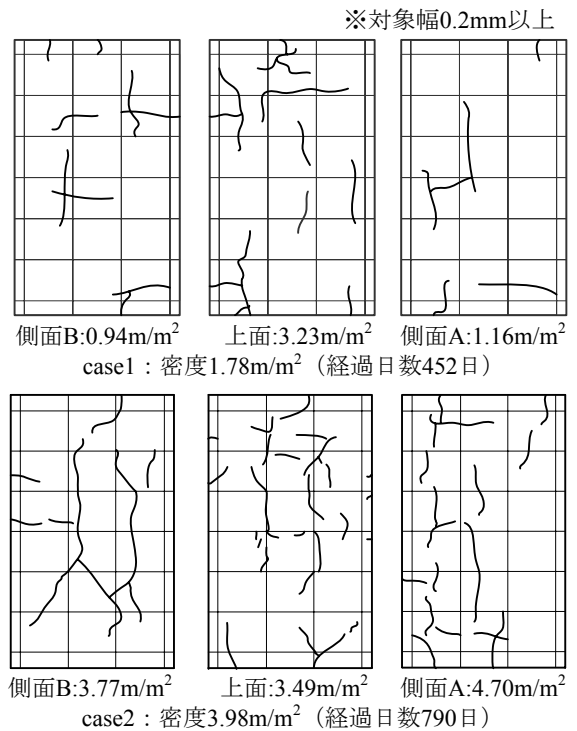 ※対象幅0.2mm以上
側面B:0.94m/m² 上面:3.23m/m² 側面A:1.16m/m²
case1：密度1.78m/m²（経過日数452日）
側面B:3.77m/m² 上面:3.49m/m² 側面A:4.70m/m²
case2：密度3.98m/m²（経過日数790日）